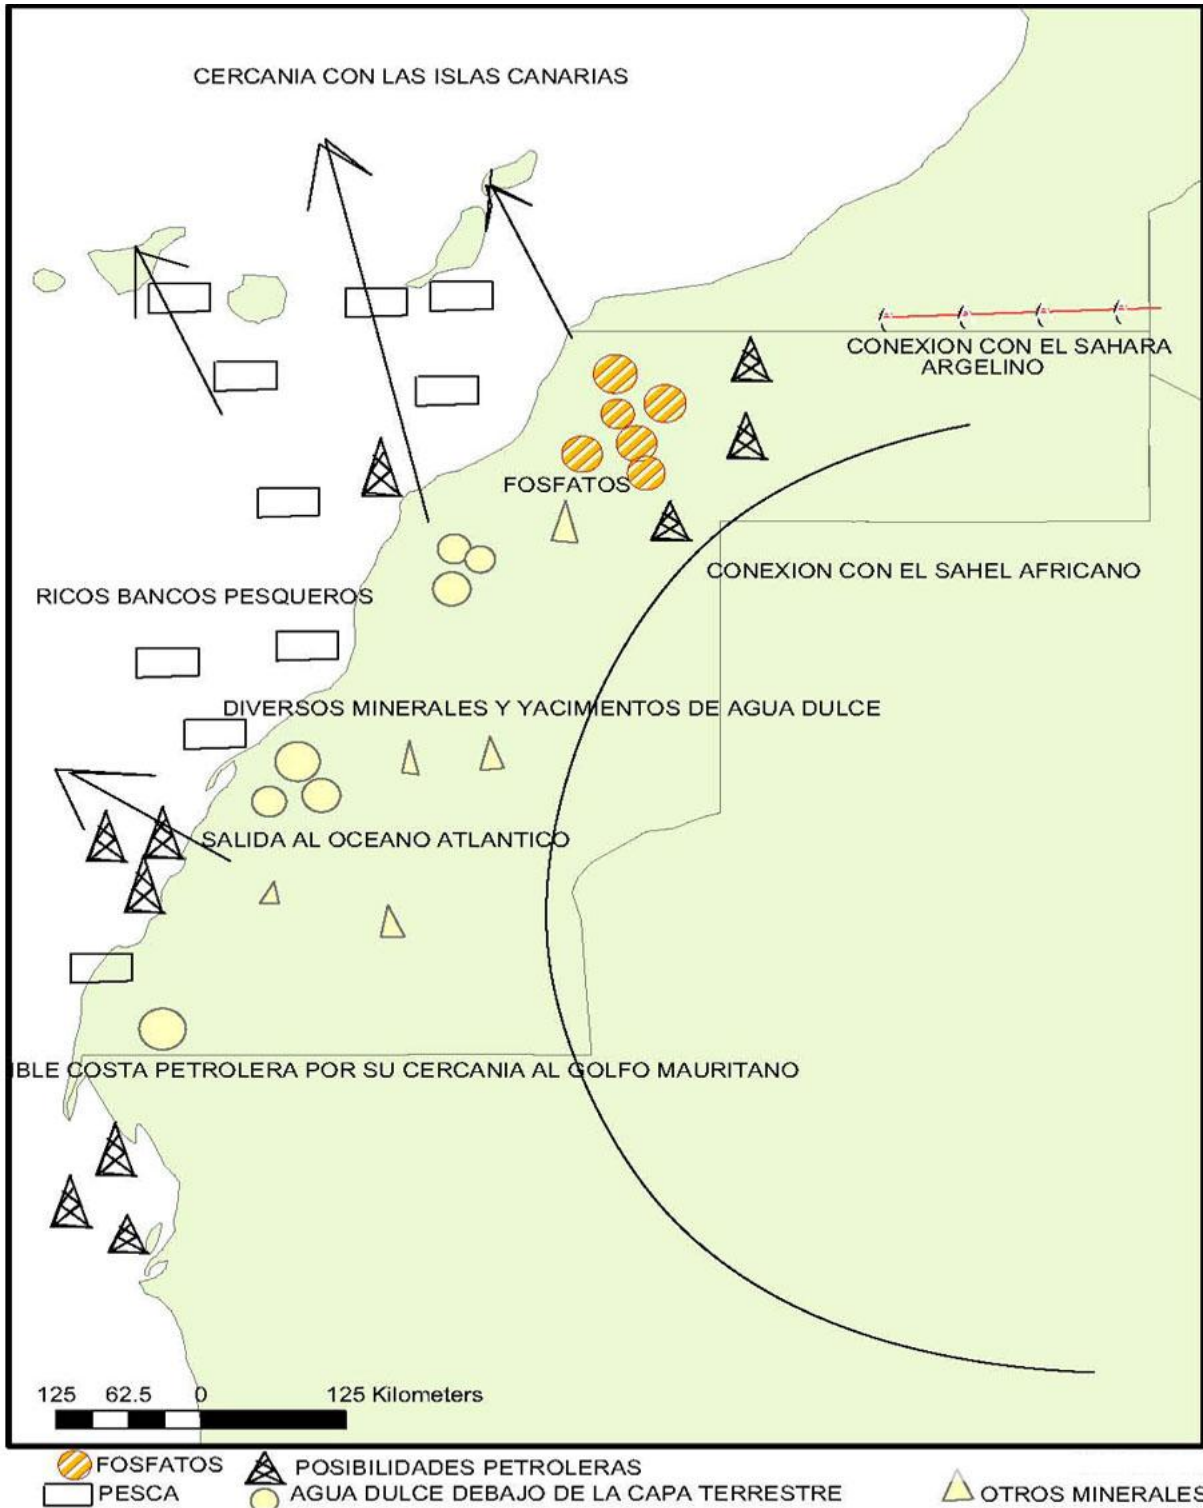 CERCANIA CON LAS ISLAS CANARIAS
CONEXION CON EL SAHARA
ARGELINO
FOSFATOS
CONEXION CON EL SAHEL AFRICANO
RICOS BANCOS PESQUEROS
DIVERSOS MINERALES Y YACIMIENTOS DE AGUA DULCE
SALIDA AL OCEANO ATLANTICO
IBLE COSTA PETROLERA POR SU CERCANIA AL GOLFO MAURITANO
125 62.5 0 125 Kilometers
FOSFATOS POSIBILIDADES PETROLERAS
PESCA AGUA DULCE DEBAJO DE LA CAPA TERRESTRE OTROS MINERALES